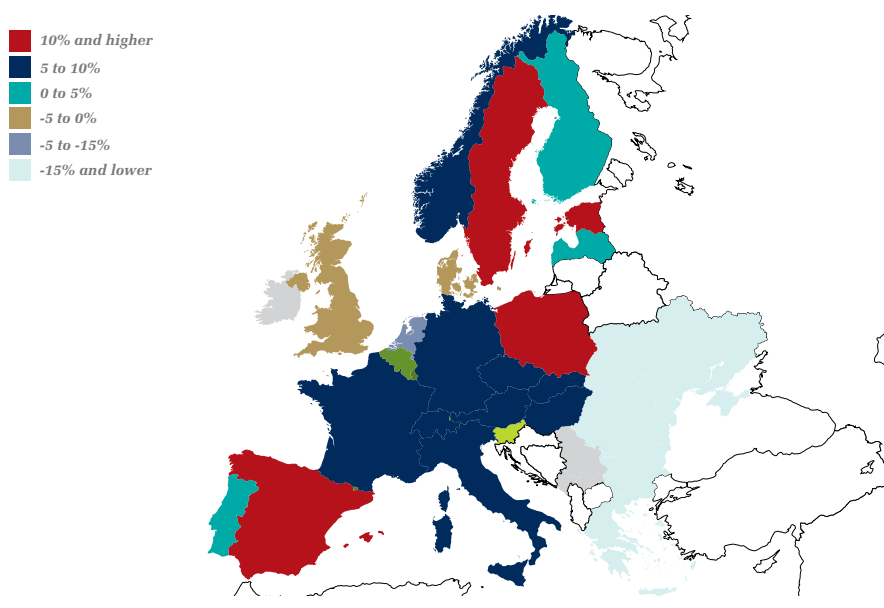 10% and higher
5 to 10%
0 to 5%
-5 to 0%
-5 to -15%
-15% and lower